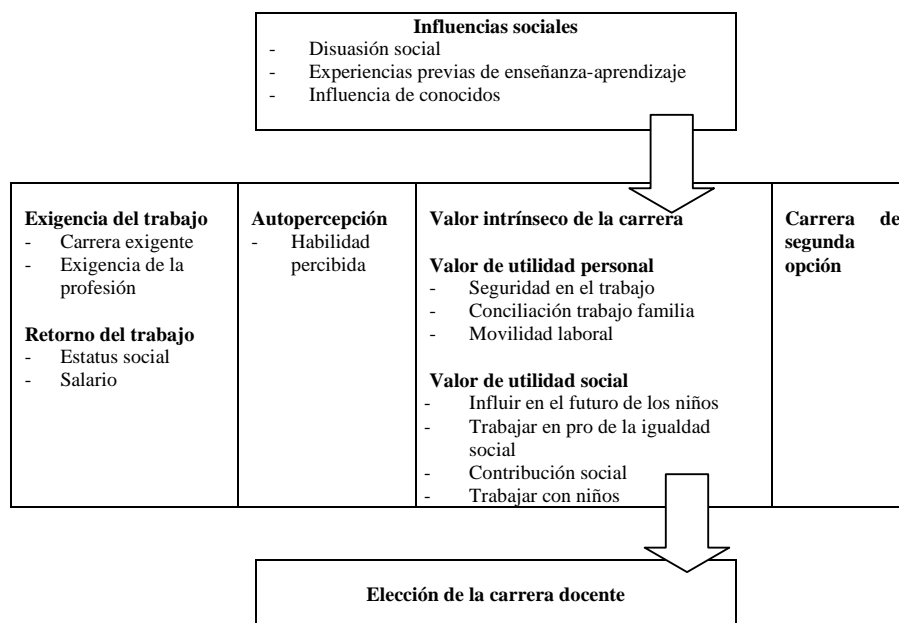 Influencias sociales
- Disuasión social
- Experiencias previas de enseñanza-aprendizaje
- Influencia de conocidos
Exigencia del trabajo
- Carrera exigente
- Exigencia de la
profesión
Retorno del trabajo
- Estatus social
- Salario
Autopercepción
- Habilidad
percibida
Valor intrínseco de la carrera
Valor de utilidad personal
- Seguridad en el trabajo
- Conciliación trabajo familia
- Movilidad laboral
Valor de utilidad social
- Influir en el futuro de los niños
- Trabajar en pro de la igualdad
social
- Contribución social
- Trabajar con niños
Carrera de
segunda
opción
Elección de la carrera docente